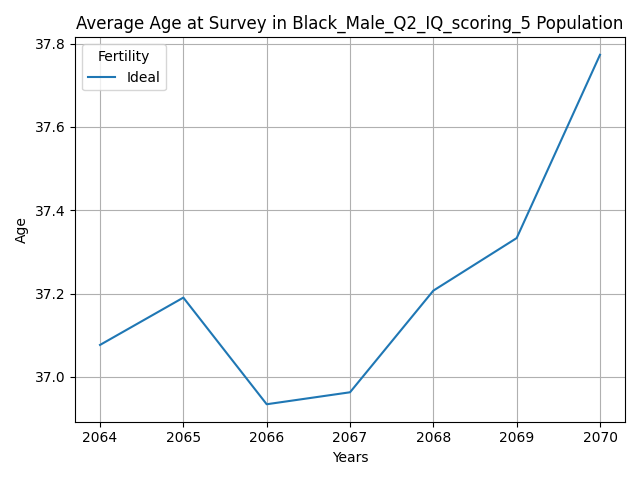 Average Age at Survey in Black_Male_Q2_IQ_scoring_5 Population
Fertility
Ideal
37.8
37.6
37.4
37.2
37.0
Age
2064 2065 2066 2067 2068 2069 2070
Years